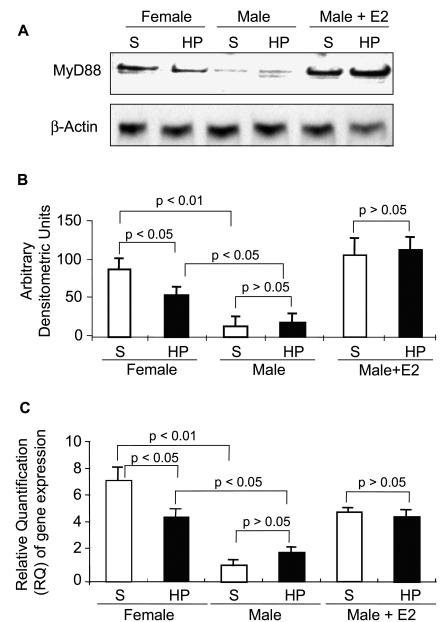 A
Female Male Male + E2
S HP S HP S HP
MyD88
β-Actin
B
Arbitrary
Densitometric Units
150
100
50
0
p < 0.01
p < 0.05
p < 0.05
p > 0.05
p > 0.05
S HP S HP S HP
Female Male Male+E2
C
Relative Quantification
(RQ) of gene expression
10
8
6
4
2
0
p < 0.01
p < 0.05
p < 0.05
p > 0.05
p > 0.05
S HP S HP S HP
Female Male Male + E2